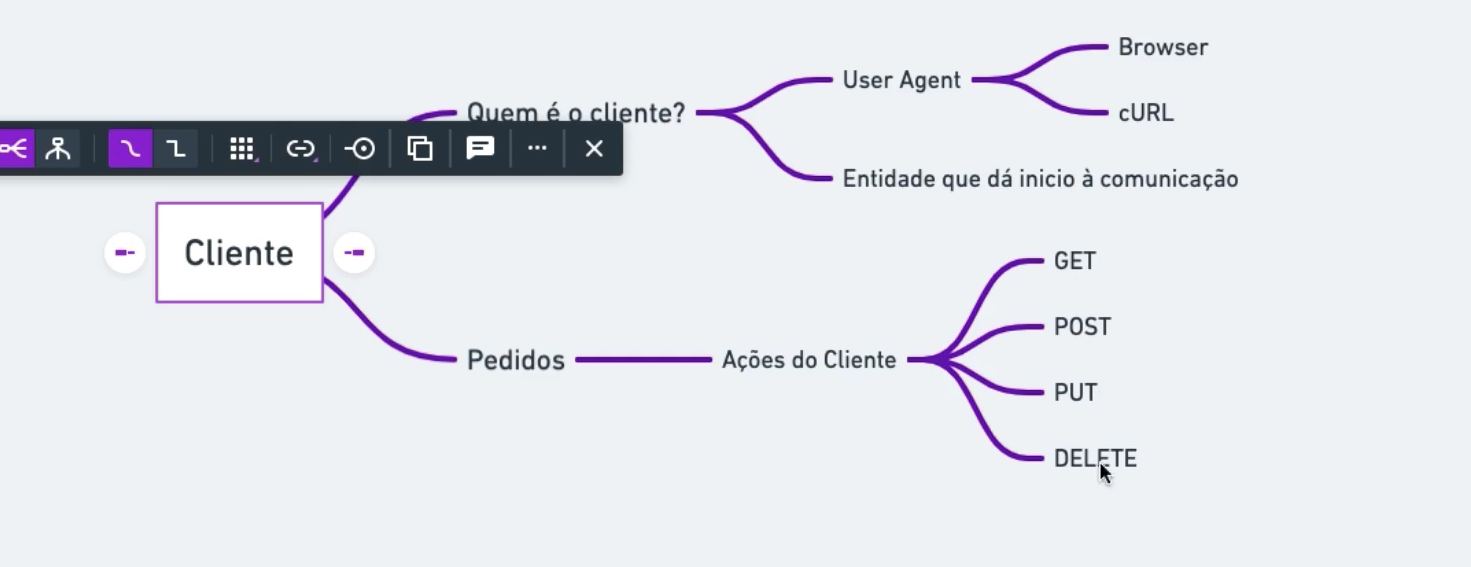 Browser
User Agent
Quem é o cliente?
cURL
Entidade que dá inicio à comunicação
Cliente
GET
POST
Pedidos
Ações do Cliente
PUT
DELETE